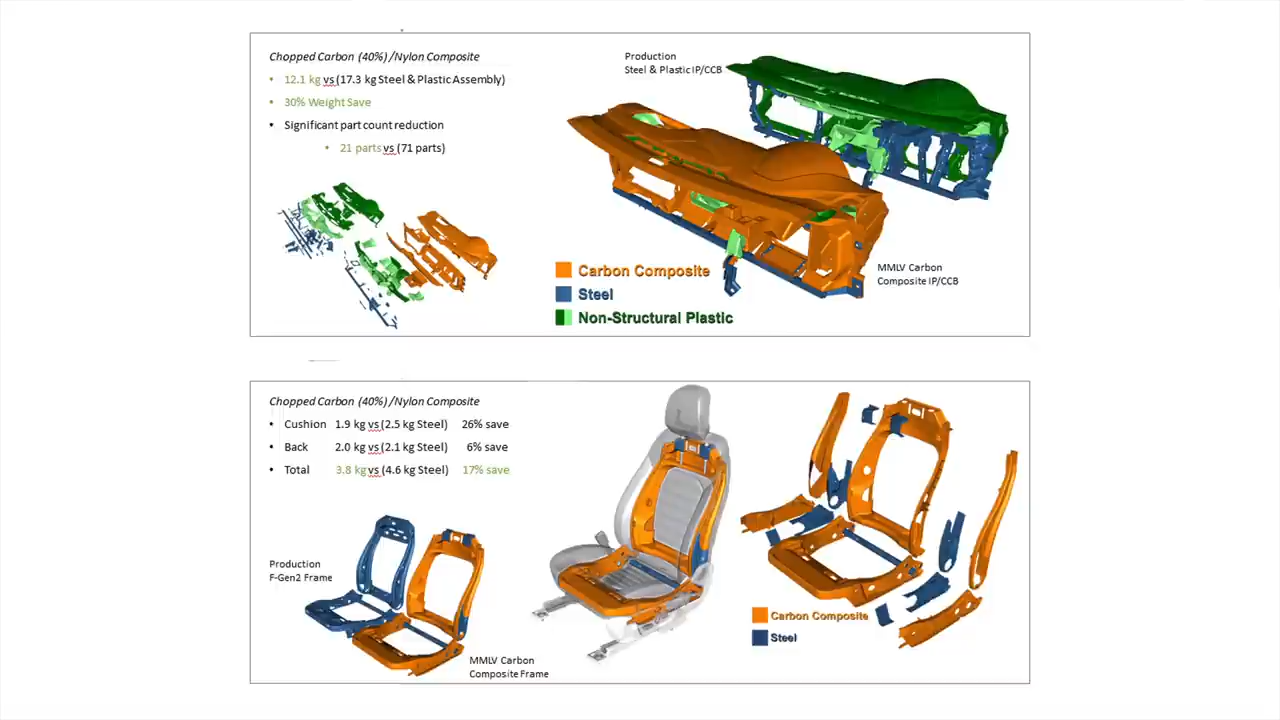 Chopped Carbon (40%) /Nylon Composite
• 12.1 kg vs (17.3 kg Steel & Plastic Assembly)
• 30% Weight Save
• Significant part count reduction
• 21 parts vs (71 parts)
Production
Steel & Plastic IP/CCB
MMLV Carbon
Composite IP/CCB
Carbon Composite
Steel
Non-Structural Plastic
Chopped Carbon (40%) /Nylon Composite
• Cushion 1.9 kg vs (2.5 kg Steel) 26% save
• Back 2.0 kg vs (2.1 kg Steel) 6% save
• Total 3.8 kg vs (4.6 kg Steel) 17% save
Production
F-Gen2 Frame
MMLV Carbon
Composite Frame
Carbon Composite
Steel